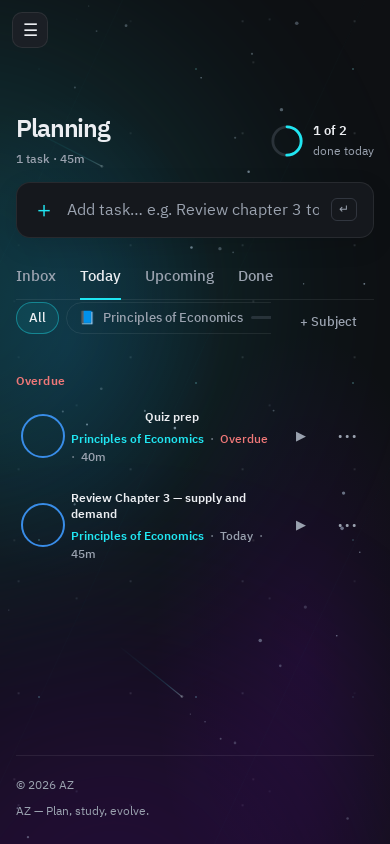 ☰
Planning
1 of 2
done today
1 task · 45m
+ Add task… e.g. Review chapter 3 to ↵
Inbox Today Upcoming Done
All 📘 Principles of Economics + Subject
Overdue
Quiz prep
Principles of Economics · Overdue
· 40m
Review Chapter 3 — supply and
demand
Principles of Economics · Today ·
45m
© 2026 AZ
AZ — Plan, study, evolve.